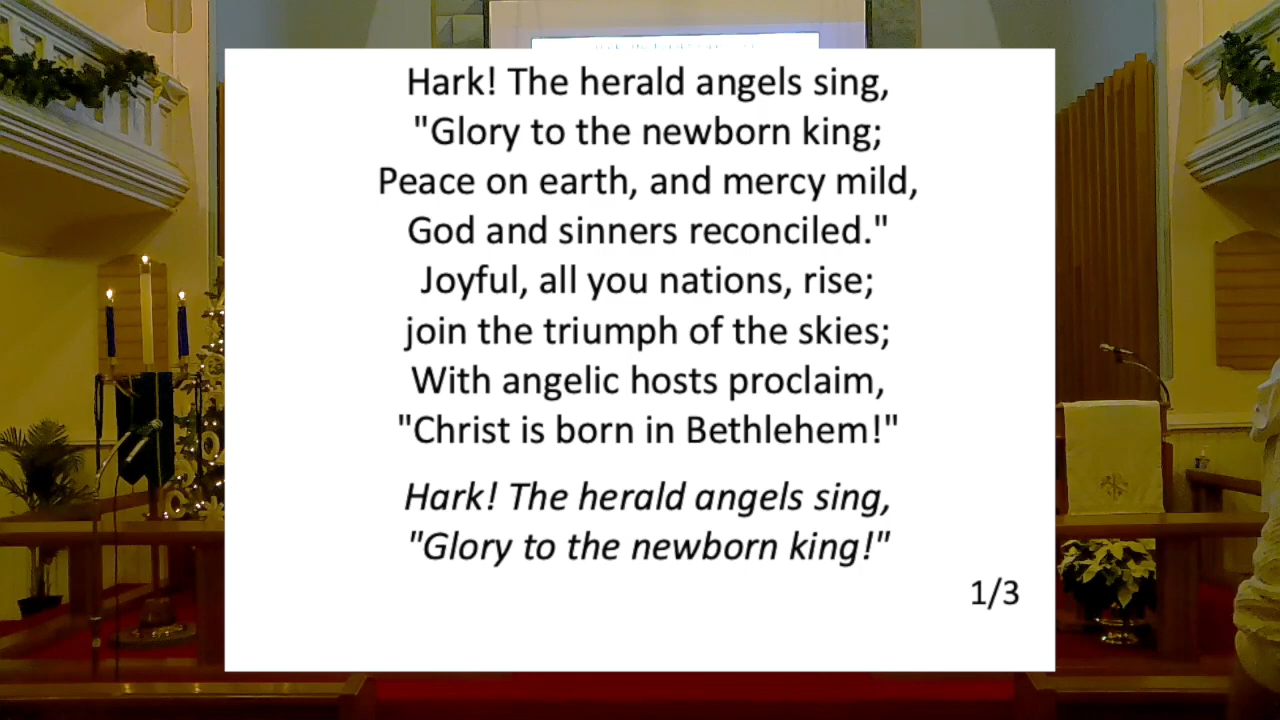 Hark! The herald angels sing,
"Glory to the newborn king;
Peace on earth, and mercy mild,
God and sinners reconciled."
Joyful, all you nations, rise;
join the triumph of the skies;
With angelic hosts proclaim,
"Christ is born in Bethlehem!"
Hark! The herald angels sing,
"Glory to the newborn king!"
1/3